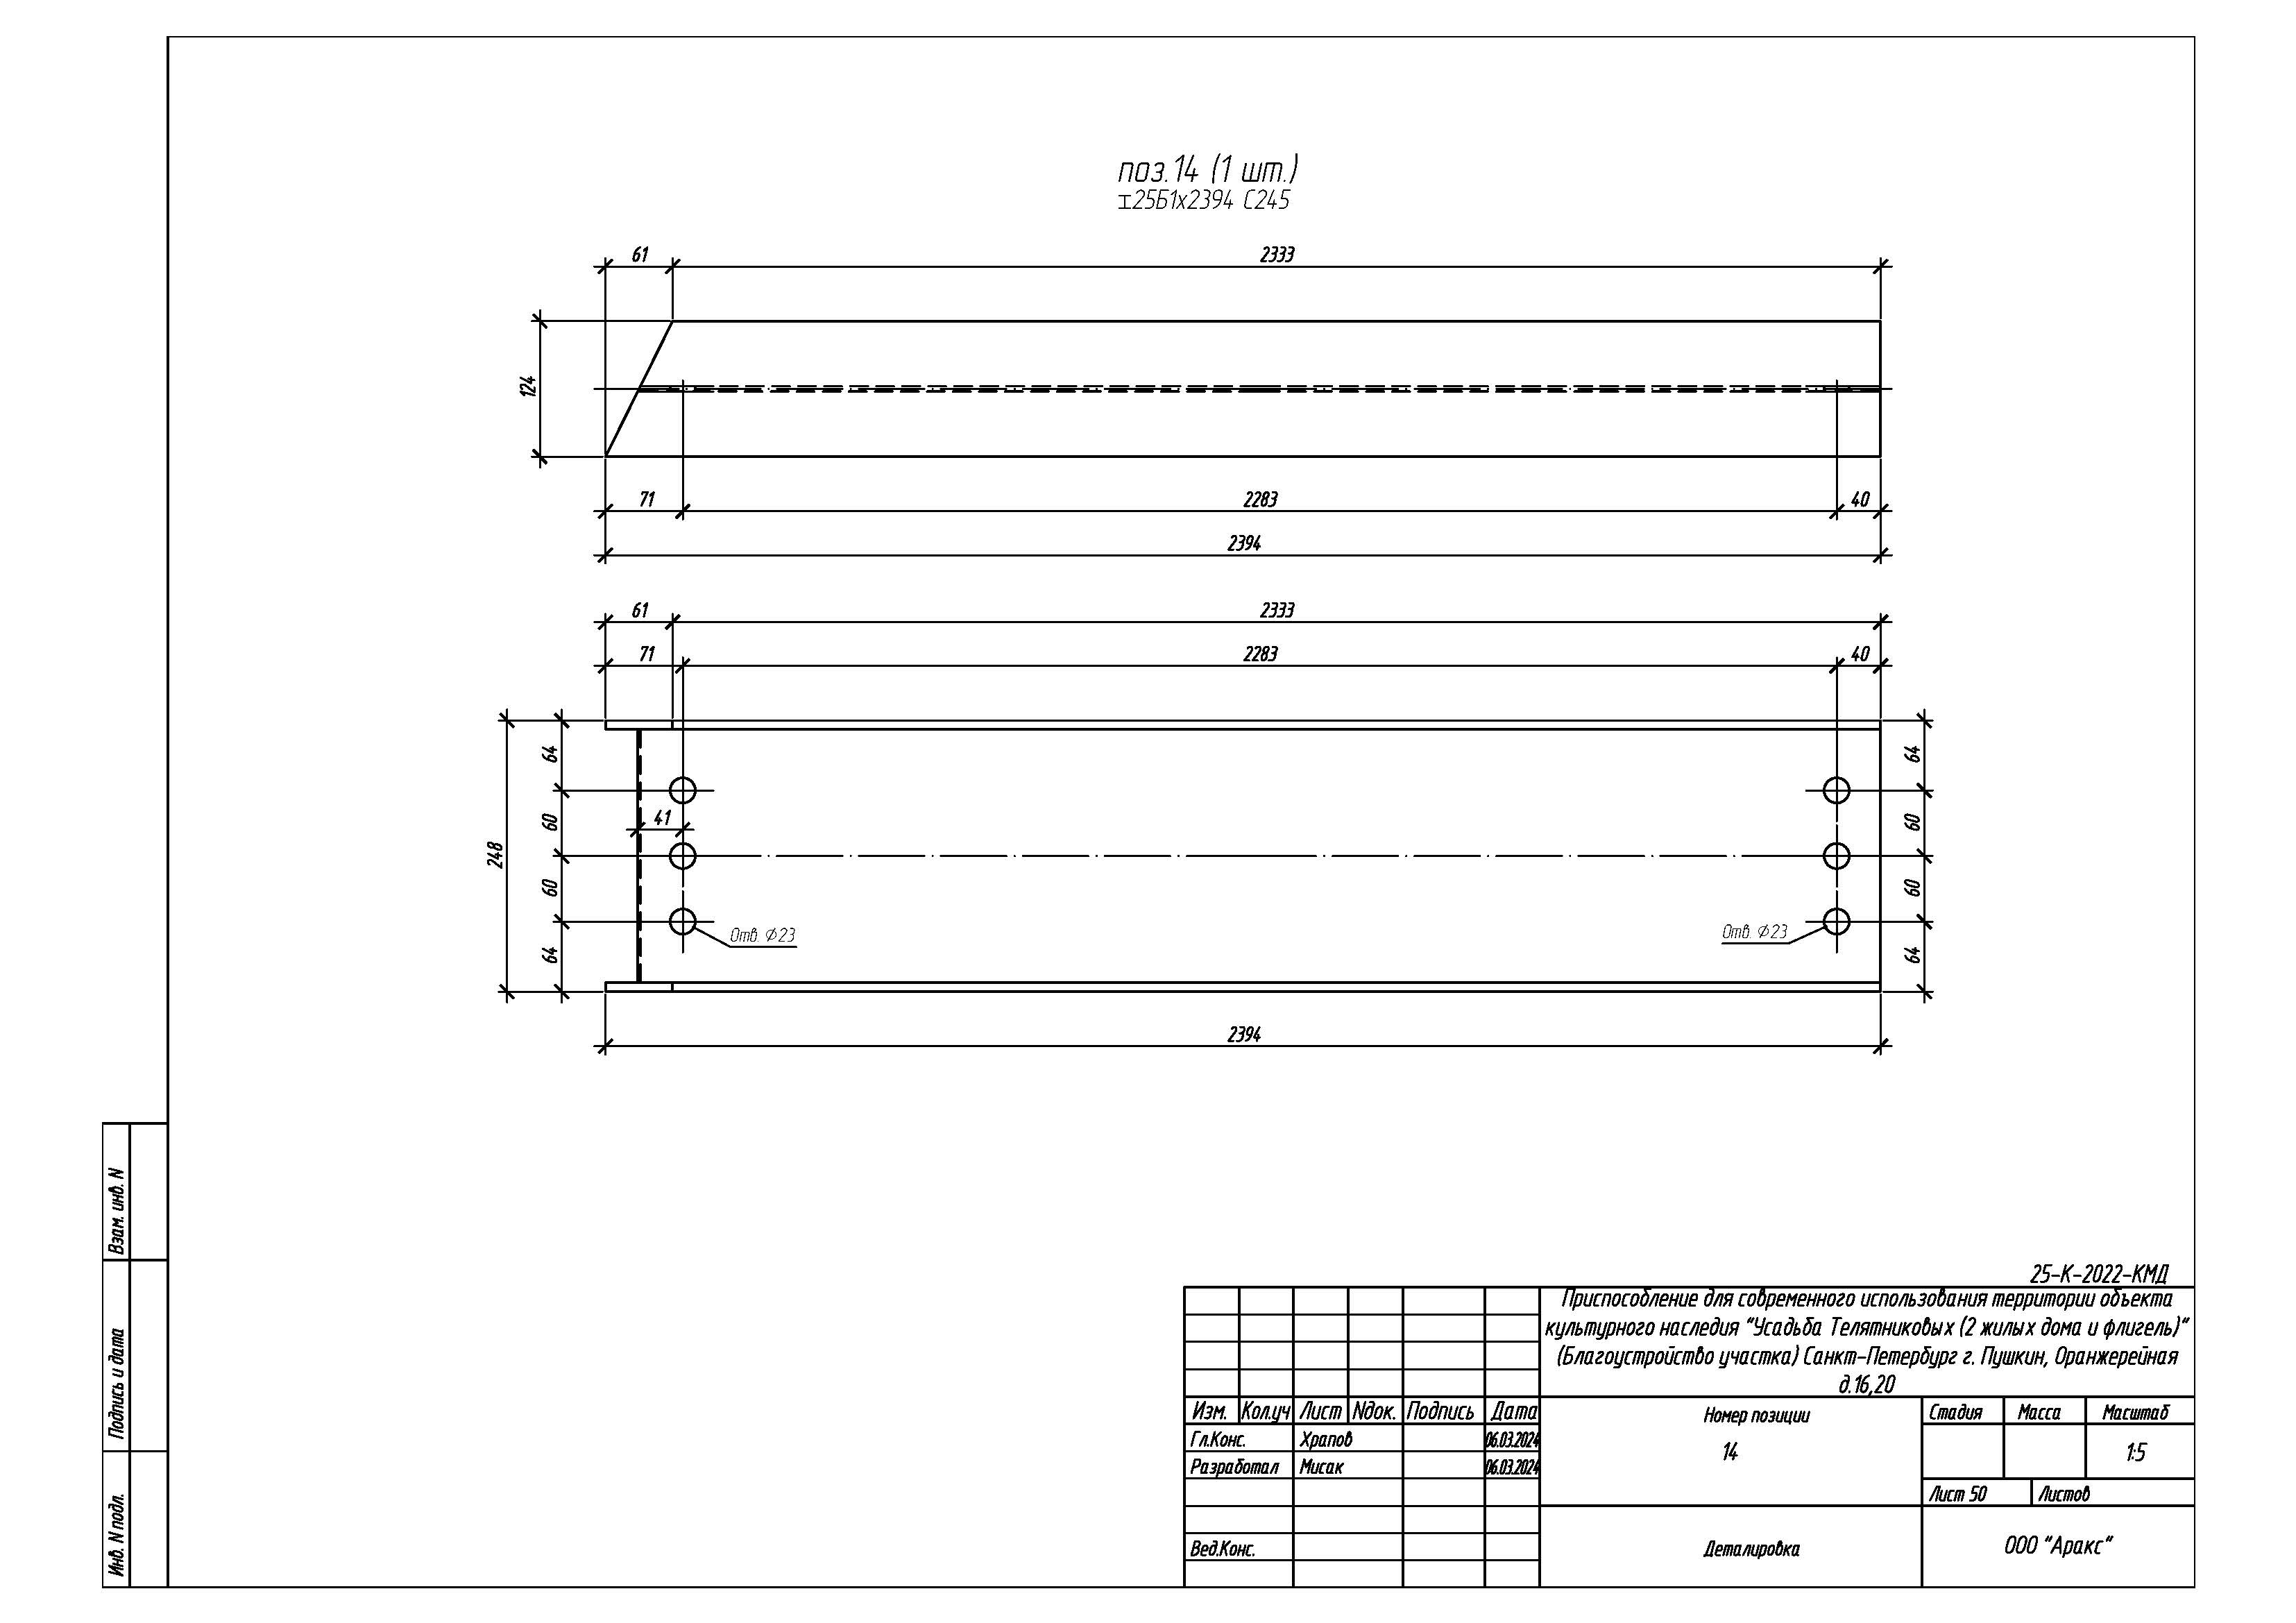 поз.14 (1 шт.)
⌶25Б1х2394 С245
61
2333
124
71
2283
40
2394
61
2333
71
2283
40
64
64
60
41
60
248
60
60
Отв. Ø23
Отв. Ø23
64
64
2394
Взам. инв. N
Подпись и дата
Инв. N подл.
25-К-2022-КМД
Приспособление для современного использования территории объекта
культурного наследия "Усадьба Телятниковых (2 жилых дома и флигель)"
(Благоустройство участка) Санкт-Петербург г. Пушкин, Оранжерейная
д.16,20
Изм. Кол.уч Лист Nдок. Подпись Дата
Номер позиции
Стадия Масса Масштаб
Гл.Конс. Храпов 06.03.2024
14
1:5
Разработал Мисак 06.03.2024
Лист 50 Листов
Вед.Конс.
Деталировка
ООО "Аракс"